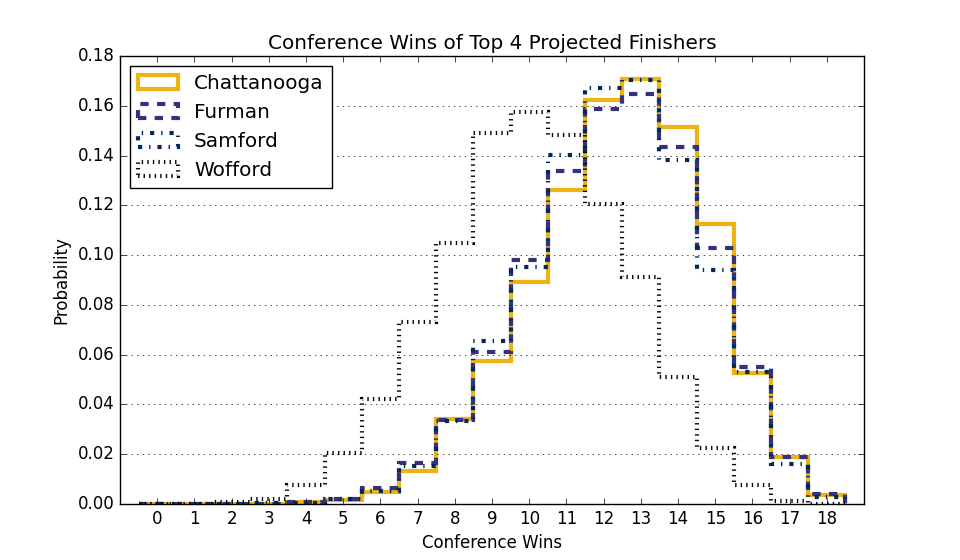 Conference Wins of Top 4 Projected Finishers
0.18
0.16
0.14
0.12
0.10
0.08
0.06
0.04
0.02
0.00
Probability
Chattanooga
Furman
Samford
Wofford
0 1 2 3 4 5 6 7 8 9 10 11 12 13 14 15 16 17 18
Conference Wins